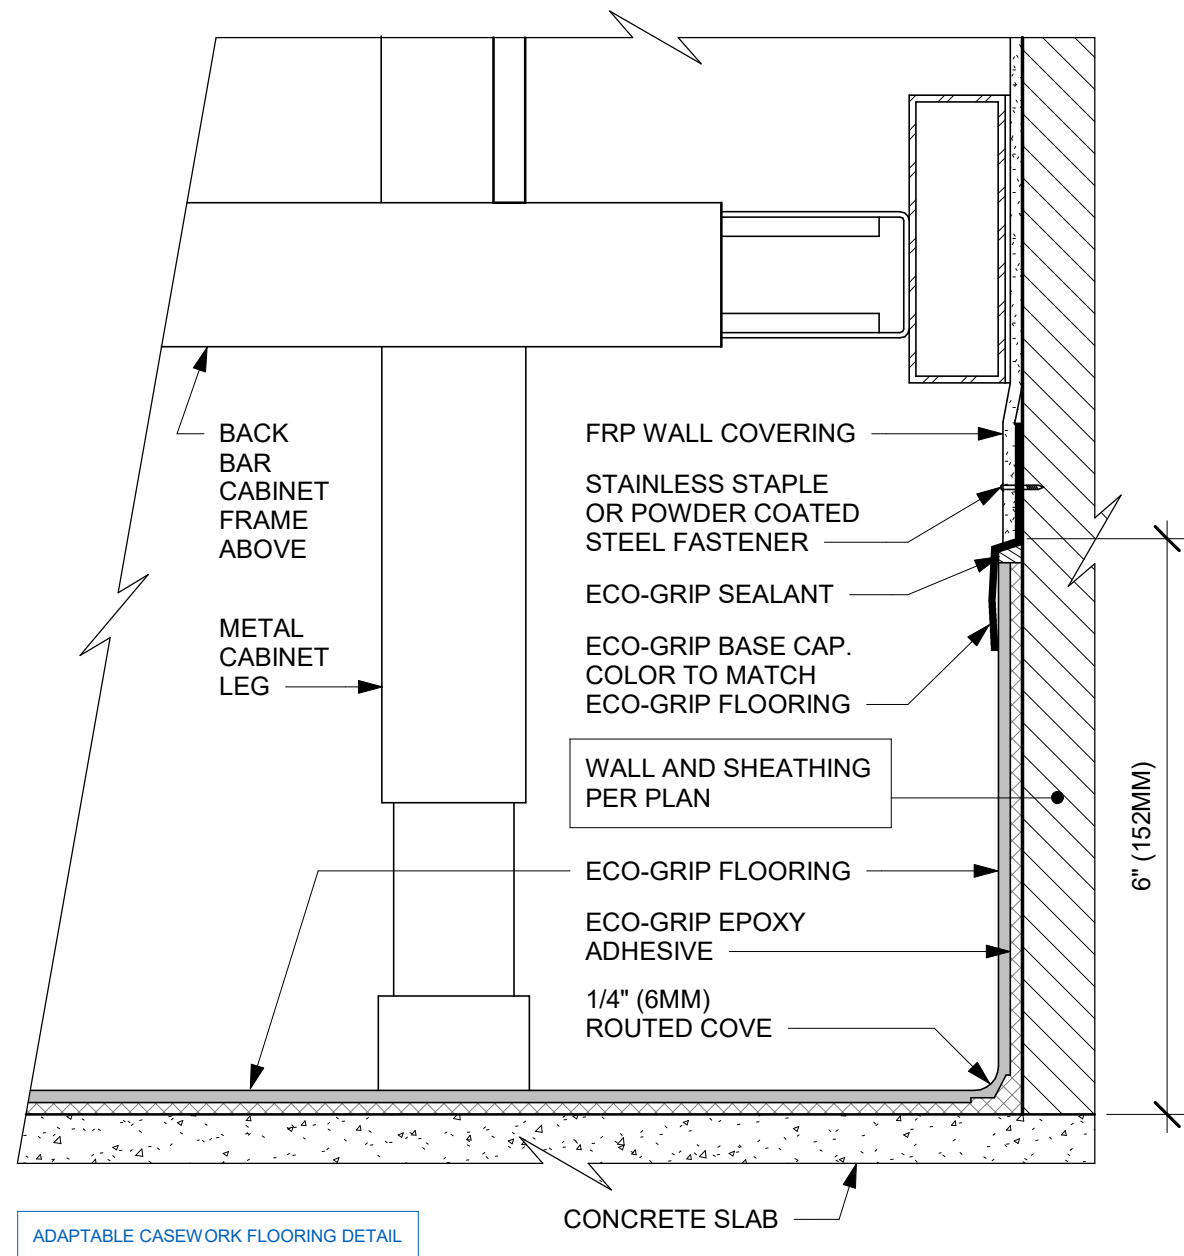 BACK
BAR
CABINET
FRAME
ABOVE
METAL
CABINET
LEG
FRP WALL COVERING
STAINLESS STAPLE
OR POWDER COATED
STEEL FASTENER
ECO-GRIP SEALANT
ECO-GRIP BASE CAP.
COLOR TO MATCH
ECO-GRIP FLOORING
WALL AND SHEATHING
PER PLAN
ECO-GRIP FLOORING
ECO-GRIP EPOXY
ADHESIVE
1/4" (6MM)
ROUTED COVE
6" (152MM)
CONCRETE SLAB
ADAPTABLE CASEWORK FLOORING DETAIL